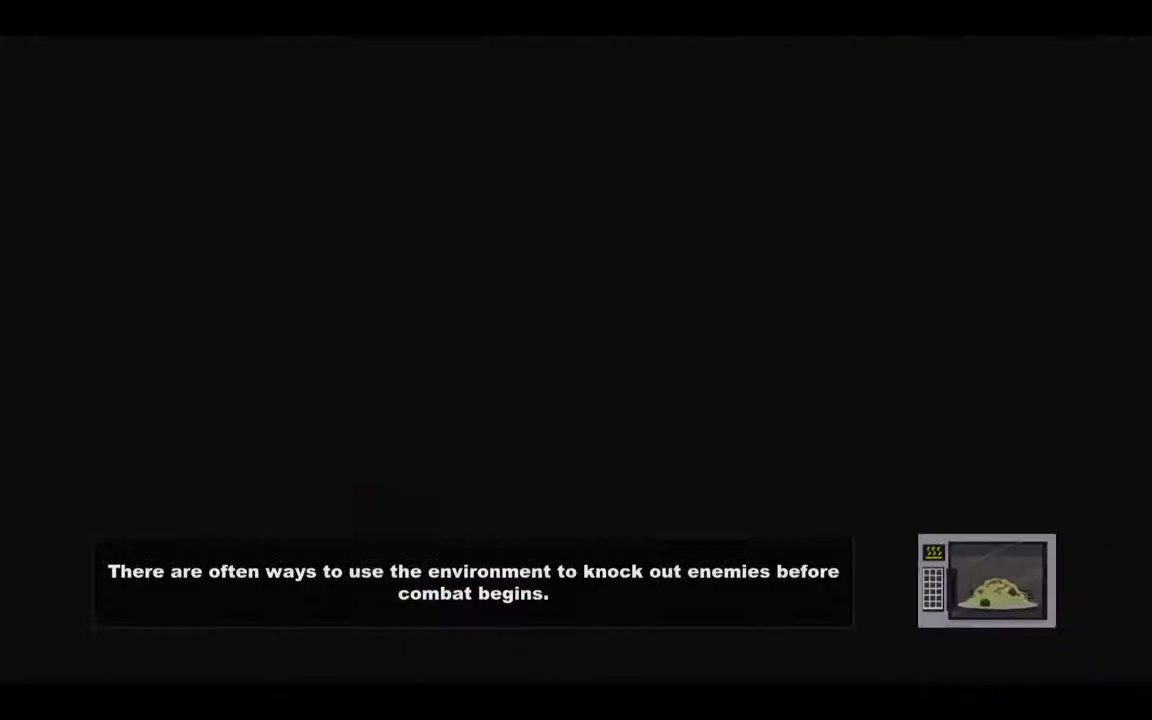 There are often ways to use the environment to knock out enemies before
combat begins.